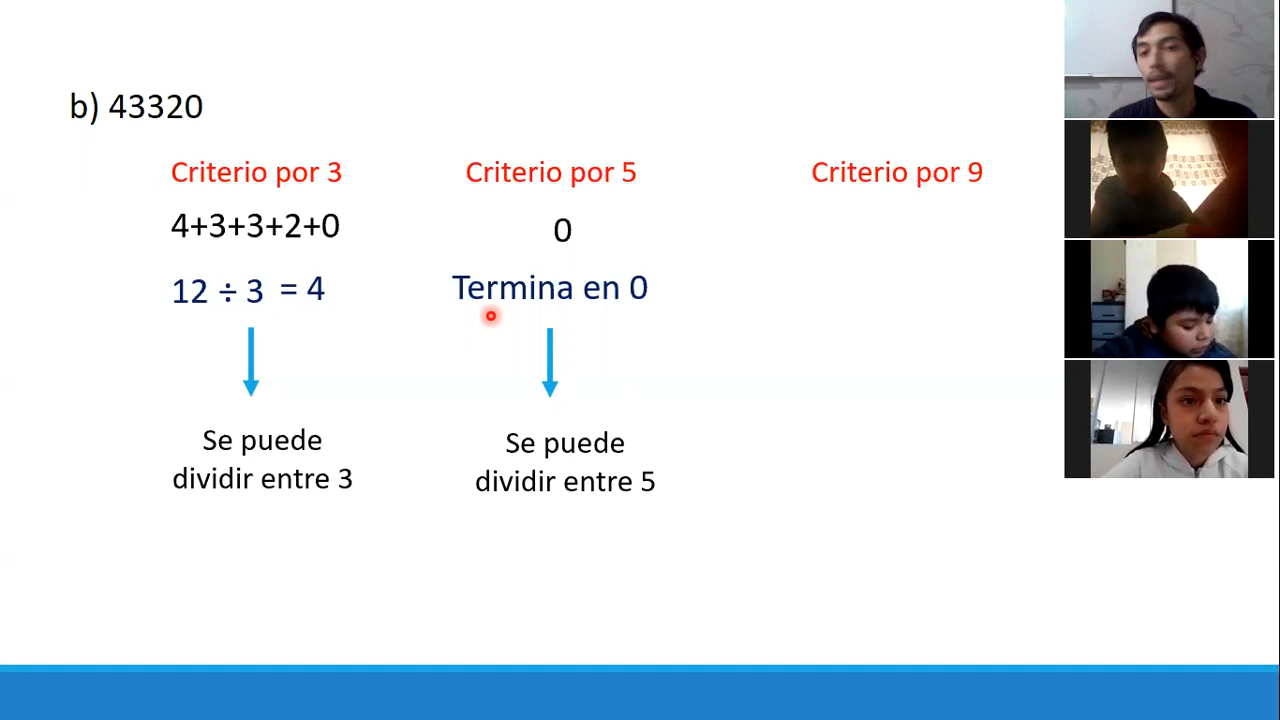 b) 43320
Criterio por 3
4+3+3+2+0
12 ÷ 3 = 4
Se puede
dividir entre 3
Criterio por 5
0
Termina en 0
Se puede
dividir entre 5
Criterio por 9